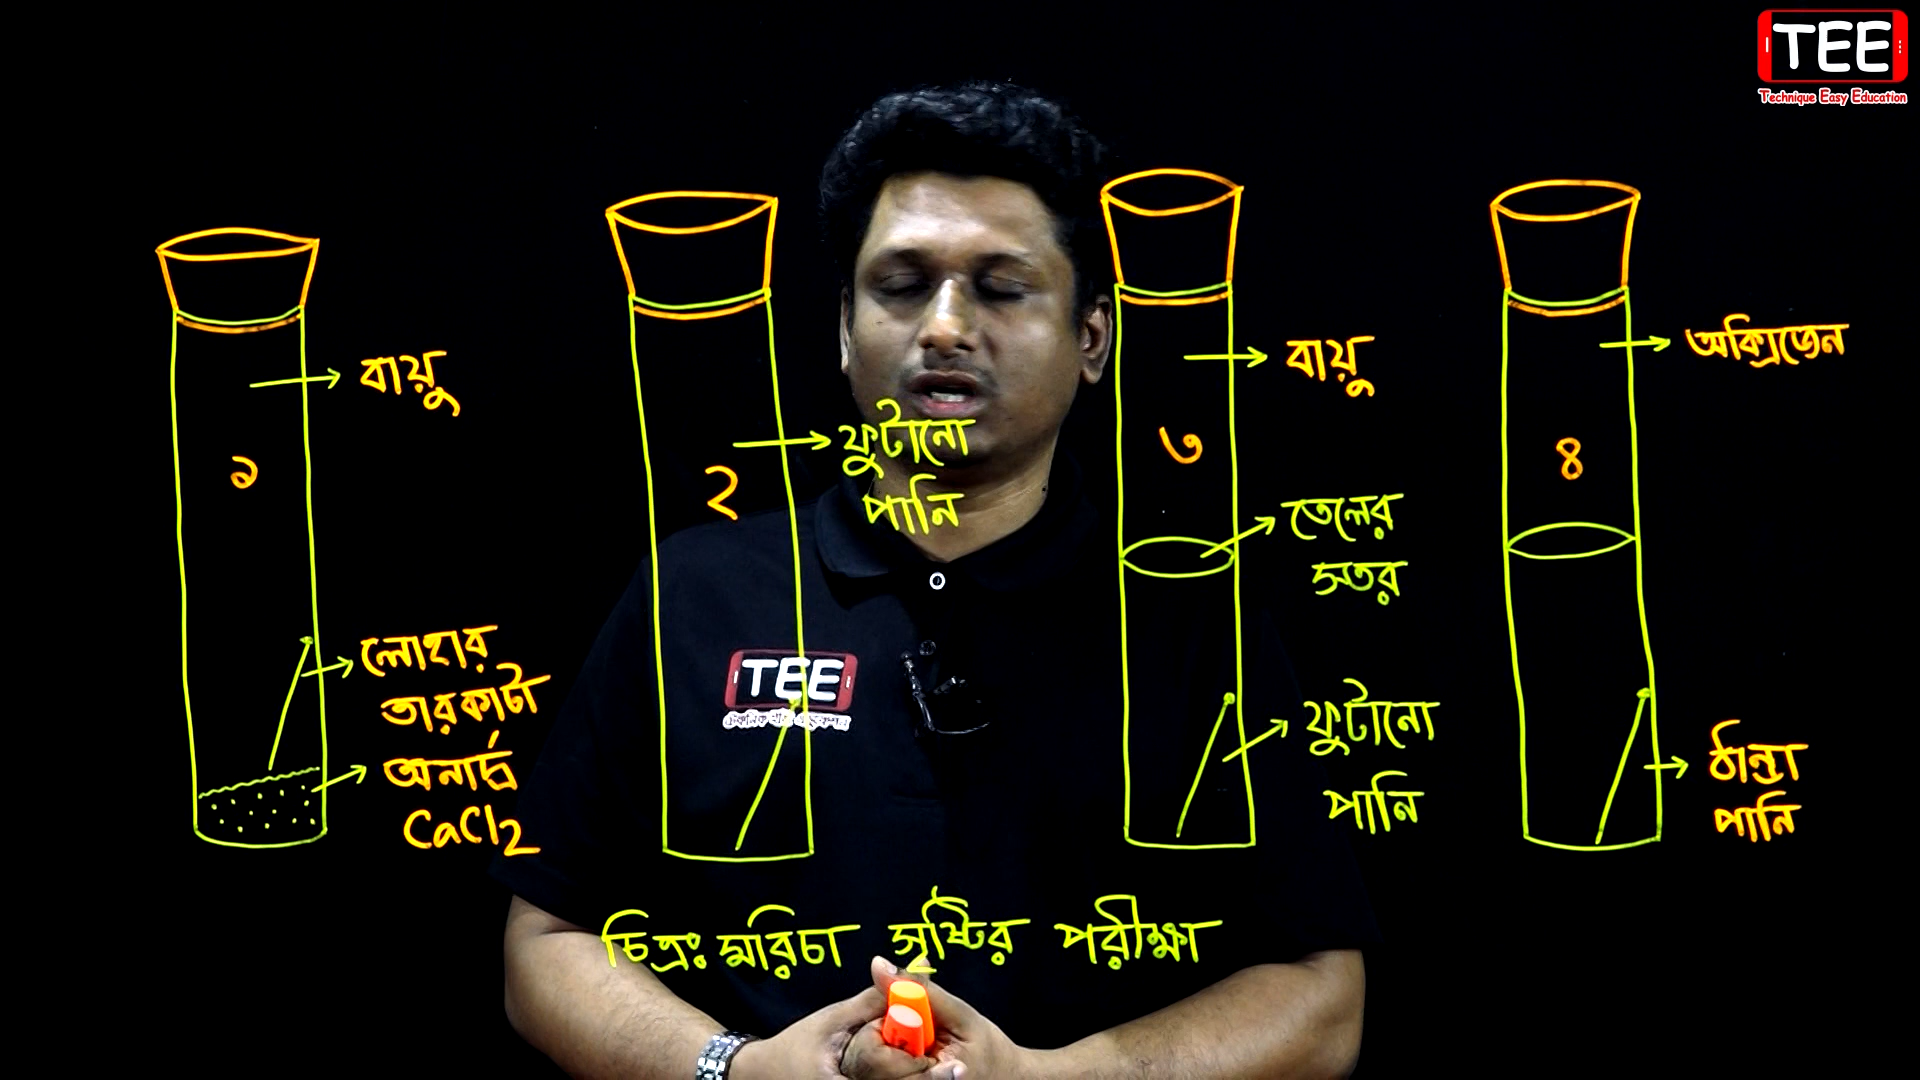 TEE
Technique Easy Education
বায়ু
১
লোহার
তারকাটা
অনার্দ্র
CaCl2
২
ফুটানো
পানি
বায়ু
৩
তেলের
স্তর
ফুটানো
পানি
অক্সিজেন
৪
ঠান্ডা
পানি
TEE
চিত্রঃ মরিচা সৃষ্টির পরীক্ষা